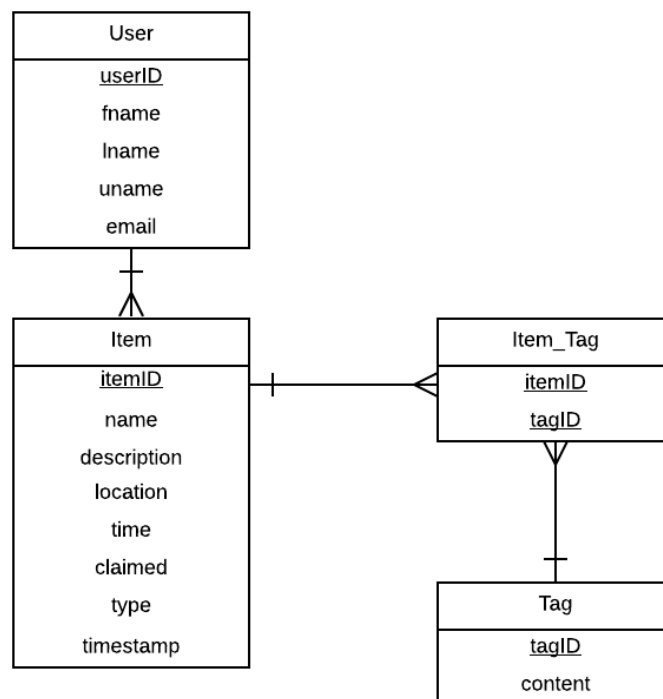 User
userID
fname
lname
uname
email
Item
itemID
name
description
location
time
claimed
type
timestamp
Item_Tag
itemID
tagID
Tag
tagID
content